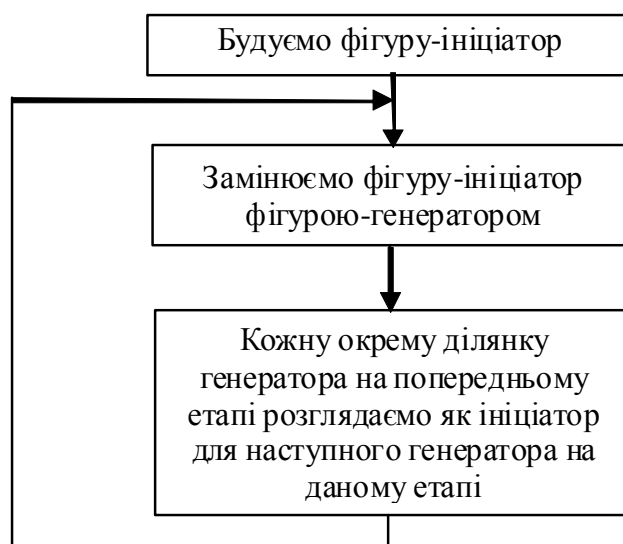 Будуємо фігуру-ініціатор
Замінюємо фігуру-ініціатор
фігурою-генератором
Кожну окрему ділянку
генератора на попередньому
етапі розглядаємо як ініціатор
для наступного генератора на
даному етапі